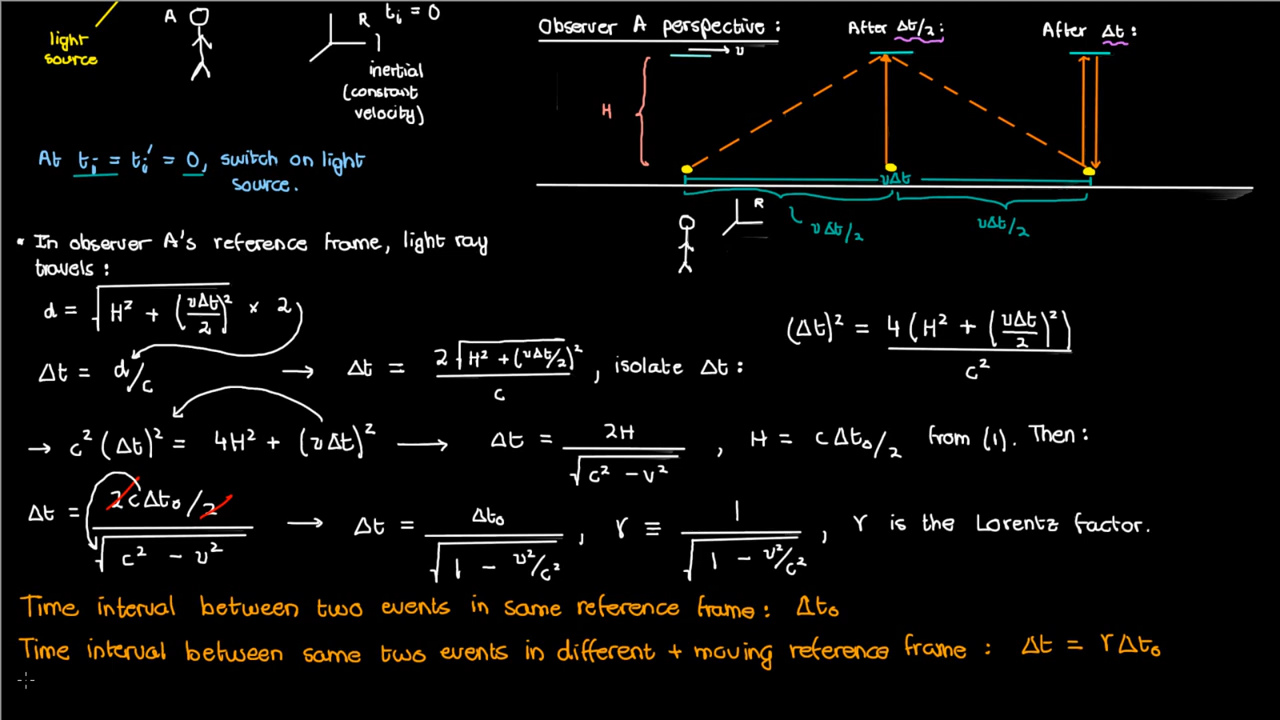 light
source
A
R
tᵢ = 0
inertial
(constant
velocity)
At tᵢ = tᵢ' = 0, switch on light
source.
Observer A perspective :
v
H
After Δt/2 :
After Δt :
vΔt
vΔt/2
vΔt/2
R
• In observer A's reference frame, light ray
travels :
d = √(H² + (vΔt/2)²) × 2
Δt = d/c → Δt = 2√(H² + (vΔt/2)²)/c , isolate Δt :
(Δt)² = 4(H² + (vΔt/2)²)/c²
→ c²(Δt)² = 4H² + (vΔt)² → Δt = 2H/√(c² − v²) , H = cΔt₀/2 from (1). Then :
Δt = (2cΔt₀/2)/√(c² − v²) → Δt = Δt₀/√(1 − v²/c²) , γ ≡ 1/√(1 − v²/c²) , γ is the Lorentz factor.
Time interval between two events in same reference frame : Δt₀
Time interval between same two events in different + moving reference frame : Δt = γΔt₀